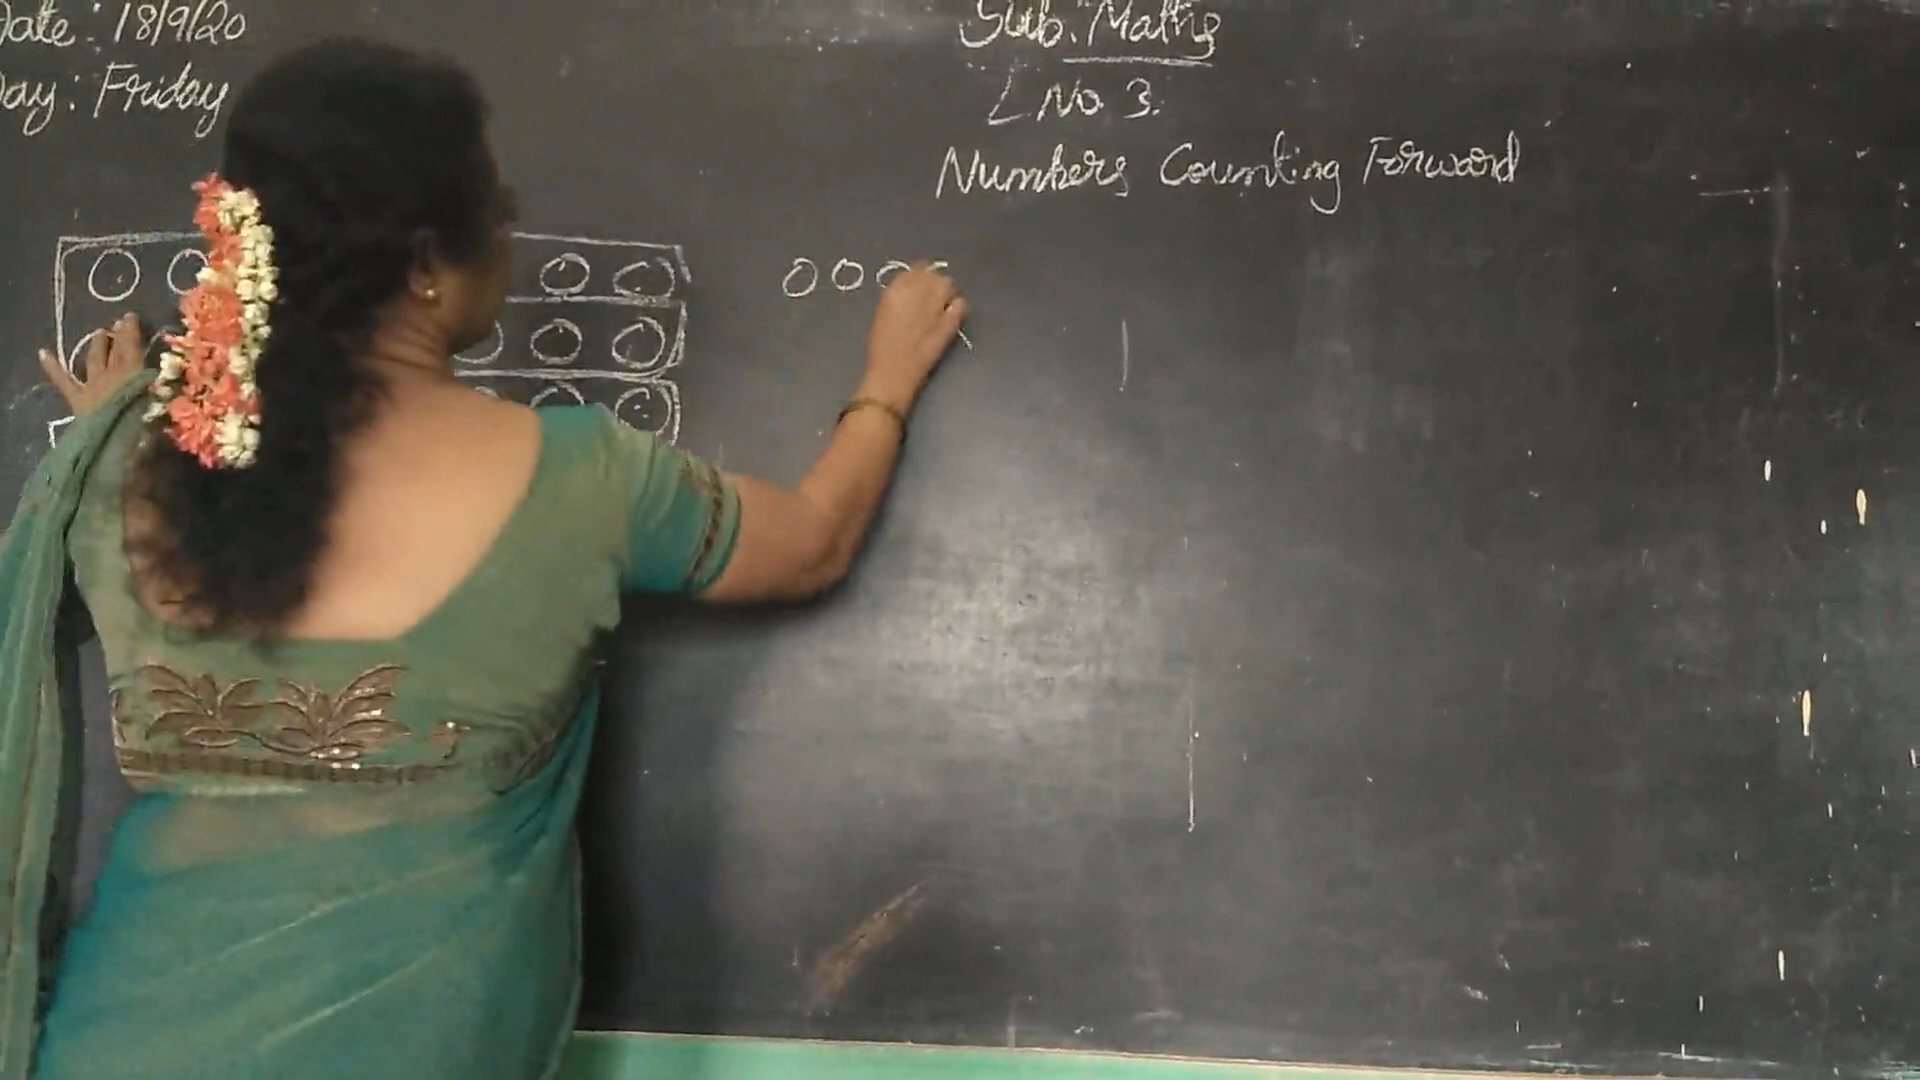 Date: 18/9/20
Day: Friday
Sub: Maths
L No 3.
Numbers Counting Forward